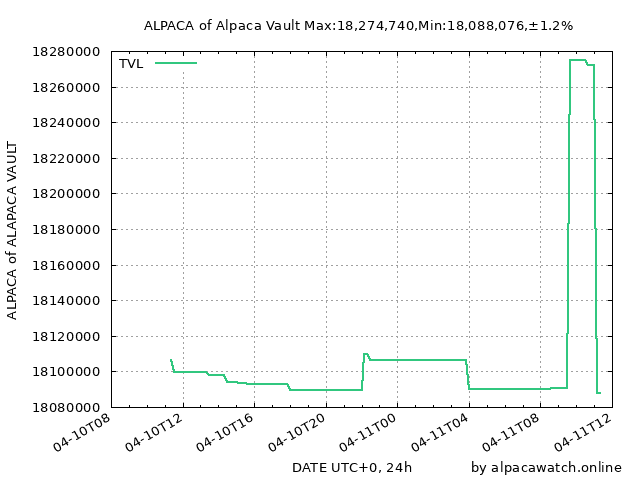 ALPACA of Alpaca Vault Max:18,274,740,Min:18,088,076,±1.2%
TVL
ALPACA of ALAPACA VAULT
18280000
18260000
18240000
18220000
18200000
18180000
18160000
18140000
18120000
18100000
18080000
04-10T08
04-10T12
04-10T16
04-10T20
04-11T00
04-11T04
04-11T08
04-11T12
DATE UTC+0, 24h
by alpacawatch.online